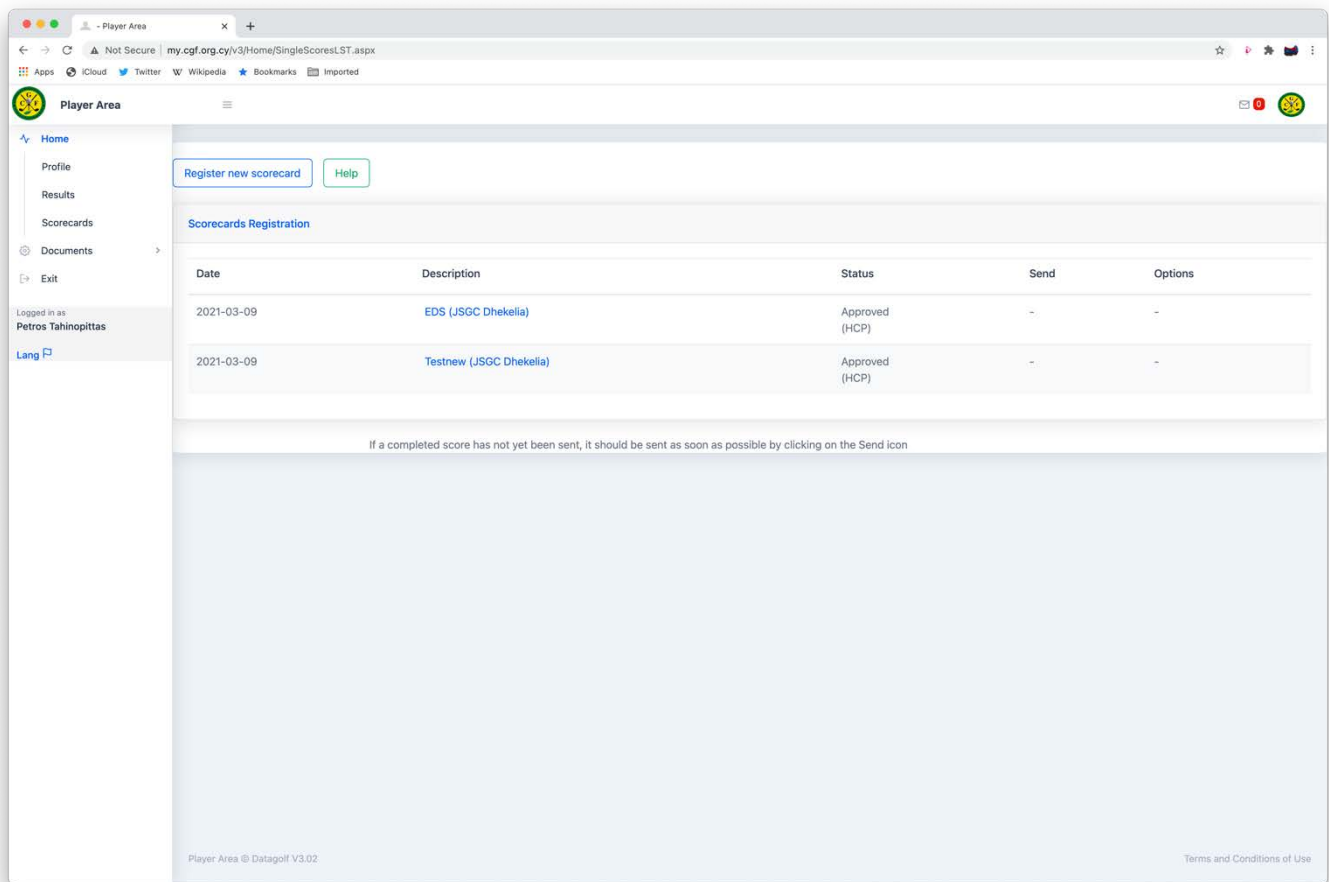 - Player Area
Not Secure my.cgf.org.cy/v3/Home/SingleScoresLST.aspx
Apps iCloud Twitter Wikipedia Bookmarks Imported
Player Area 0
Home
Profile
Results
Scorecards
Documents
Exit
Logged in as
Petros Tahinopittas
Lang
Register new scorecard Help
Scorecards Registration
Date Description Status Send Options
2021-03-09 EDS (JSGC Dhekelia) Approved - -
(HCP)
2021-03-09 Testnew (JSGC Dhekelia) Approved - -
(HCP)
If a completed score has not yet been sent, it should be sent as soon as possible by clicking on the Send icon
Player Area © Datagolf V3.02 Terms and Conditions of Use